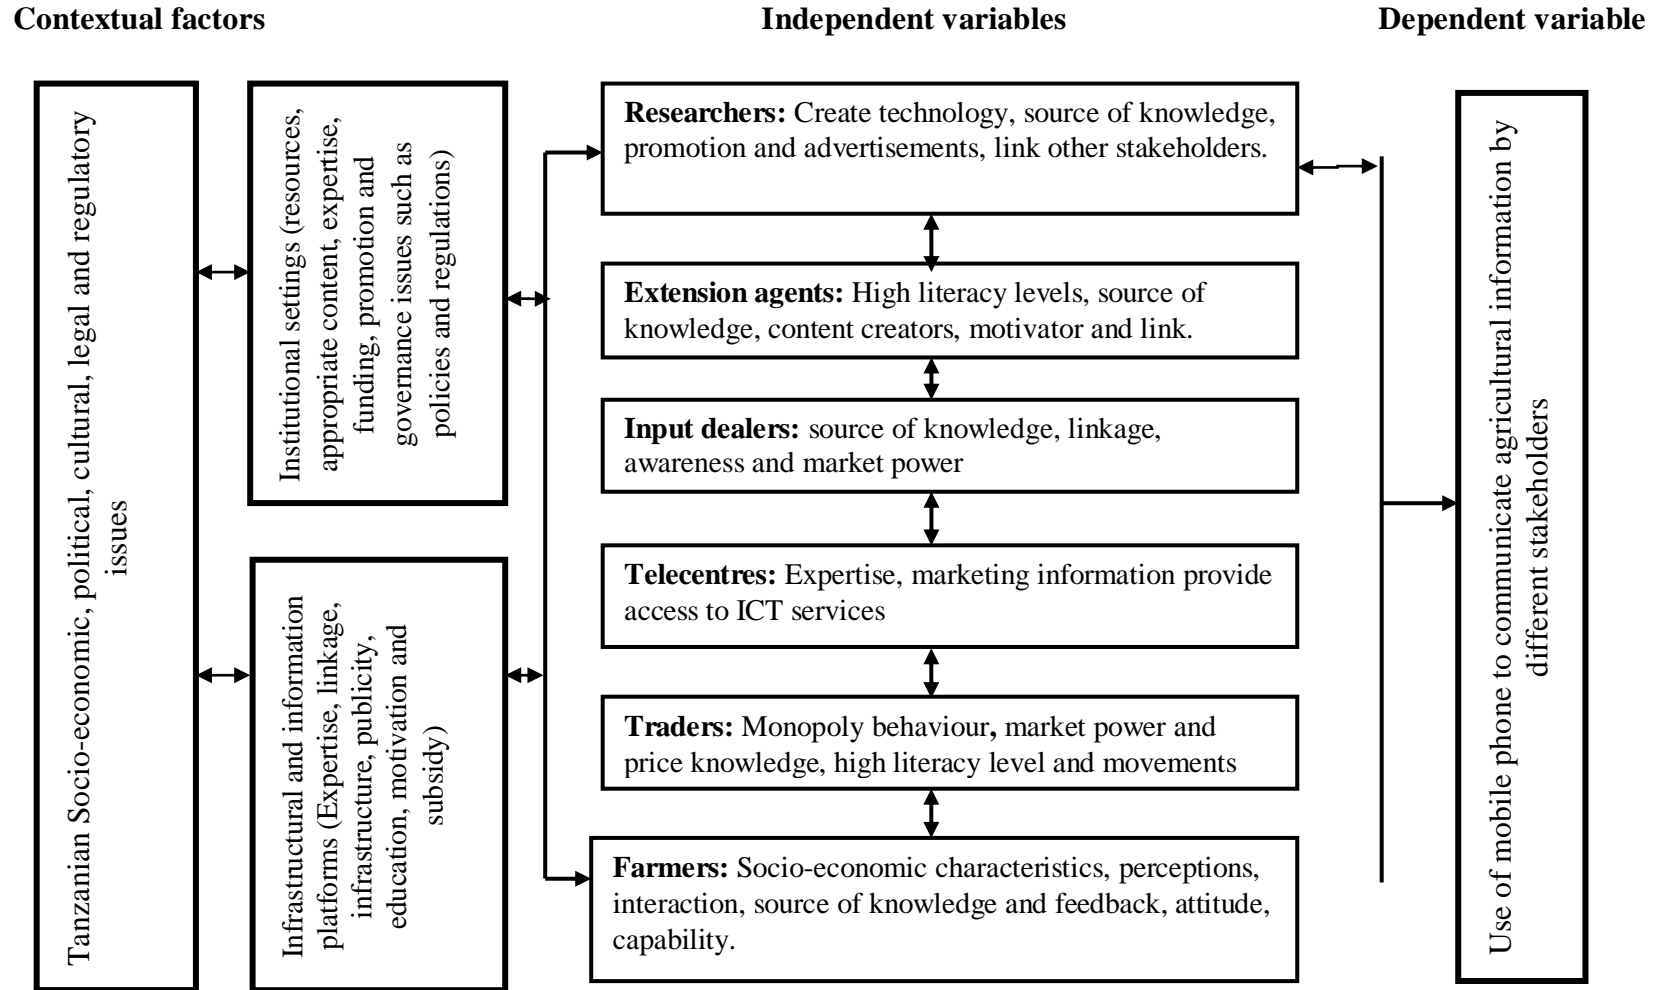 Contextual factors
Independent variables
Dependent variable
Tanzanian Socio-economic, political, cultural, legal and regulatory
issues
Institutional settings (resources,
appropriate content, expertise,
funding, promotion and
governance issues such as
policies and regulations)
Infrastructural and information
platforms (Expertise, linkage,
infrastructure, publicity,
education, motivation and
subsidy)
Researchers: Create technology, source of knowledge,
promotion and advertisements, link other stakeholders.
Extension agents: High literacy levels, source of
knowledge, content creators, motivator and link.
Input dealers: source of knowledge, linkage,
awareness and market power
Telecentres: Expertise, marketing information provide
access to ICT services
Traders: Monopoly behaviour, market power and
price knowledge, high literacy level and movements
Farmers: Socio-economic characteristics, perceptions,
interaction, source of knowledge and feedback, attitude,
capability.
Use of mobile phone to communicate agricultural information by
different stakeholders